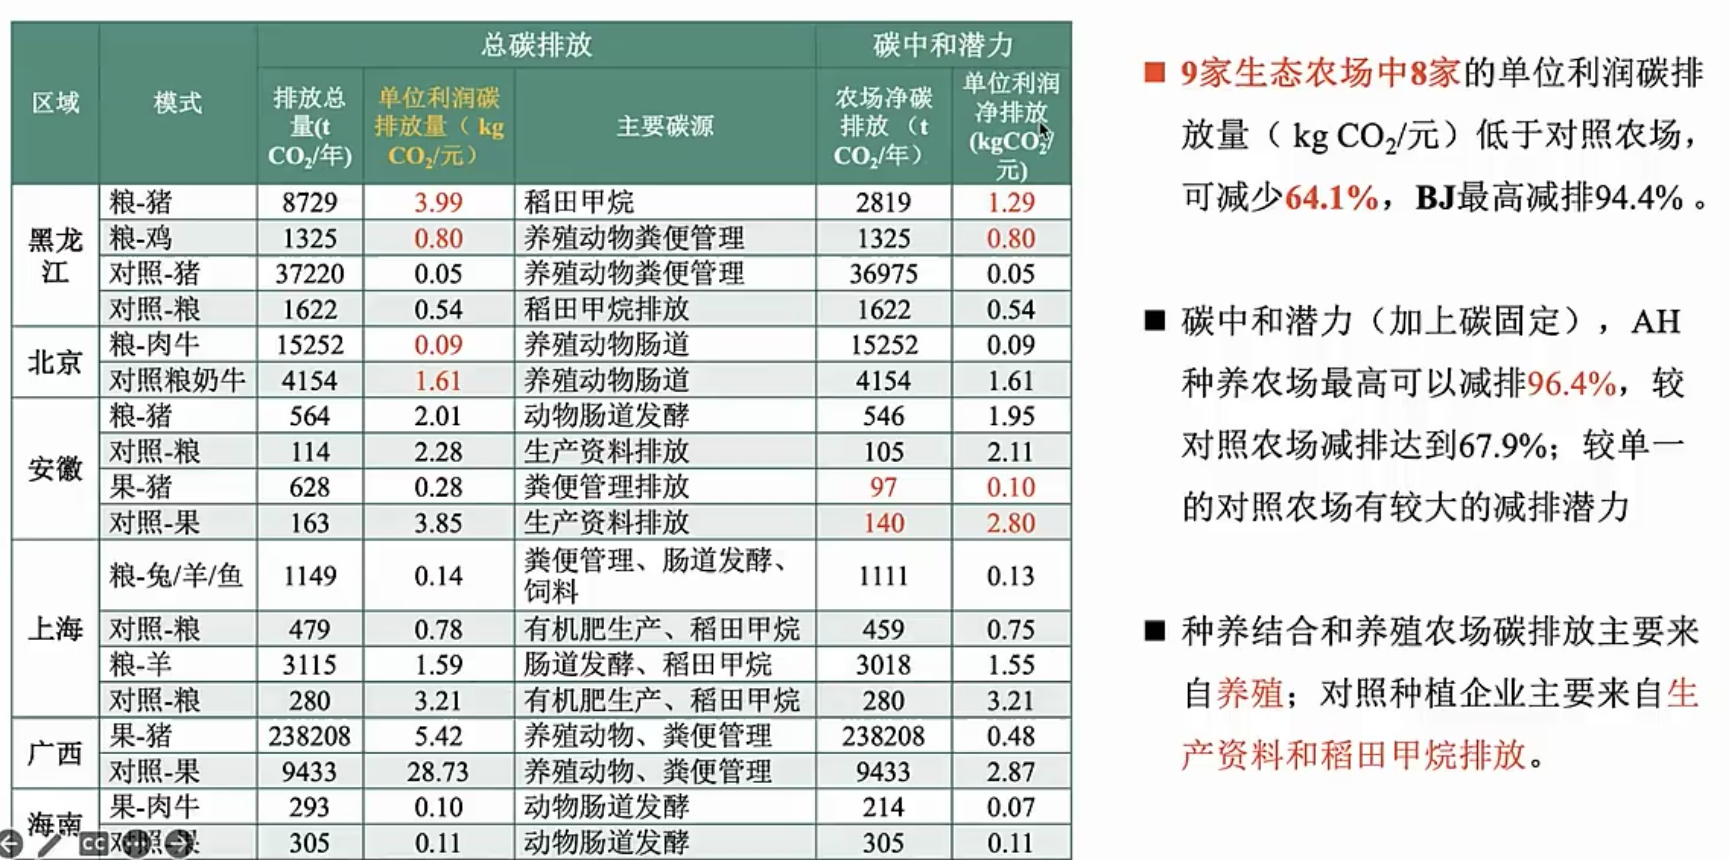 区域 模式 总碳排放 碳中和潜力
排放总量(t CO₂/年) 单位利润碳排放量（kg CO₂/元） 主要碳源 农场净碳排放（t CO₂/年） 单位利润净排放(kgCO₂/元)
黑龙江 粮-猪 8729 3.99 稻田甲烷 2819 1.29
粮-鸡 1325 0.80 养殖动物粪便管理 1325 0.80
对照-猪 37220 0.05 养殖动物粪便管理 36975 0.05
对照-粮 1622 0.54 稻田甲烷排放 1622 0.54
北京 粮-肉牛 15252 0.09 养殖动物肠道 15252 0.09
对照粮奶牛 4154 1.61 养殖动物肠道 4154 1.61
安徽 粮-猪 564 2.01 动物肠道发酵 546 1.95
对照-粮 114 2.28 生产资料排放 105 2.11
果-猪 628 0.28 粪便管理排放 97 0.10
对照-果 163 3.85 生产资料排放 140 2.80
上海 粮-兔/羊/鱼 1149 0.14 粪便管理、肠道发酵、饲料 1111 0.13
对照-粮 479 0.78 有机肥生产、稻田甲烷 459 0.75
粮-羊 3115 1.59 肠道发酵、稻田甲烷 3018 1.55
对照-粮 280 3.21 有机肥生产、稻田甲烷 280 3.21
广西 果-猪 238208 5.42 养殖动物、粪便管理 238208 0.48
对照-果 9433 28.73 养殖动物、粪便管理 9433 2.87
海南 果-肉牛 293 0.10 动物肠道发酵 214 0.07
对照-果 305 0.11 动物肠道发酵 305 0.11
CC
■ 9家生态农场中8家的单位利润碳排
放量（ kg CO₂/元）低于对照农场，
可减少64.1%，BJ最高减排94.4% 。
■ 碳中和潜力（加上碳固定），AH
种养农场最高可以减排96.4%，较
对照农场减排达到67.9%；较单一
的对照农场有较大的减排潜力
■ 种养结合和养殖农场碳排放主要来
自养殖；对照种植企业主要来自生
产资料和稻田甲烷排放。